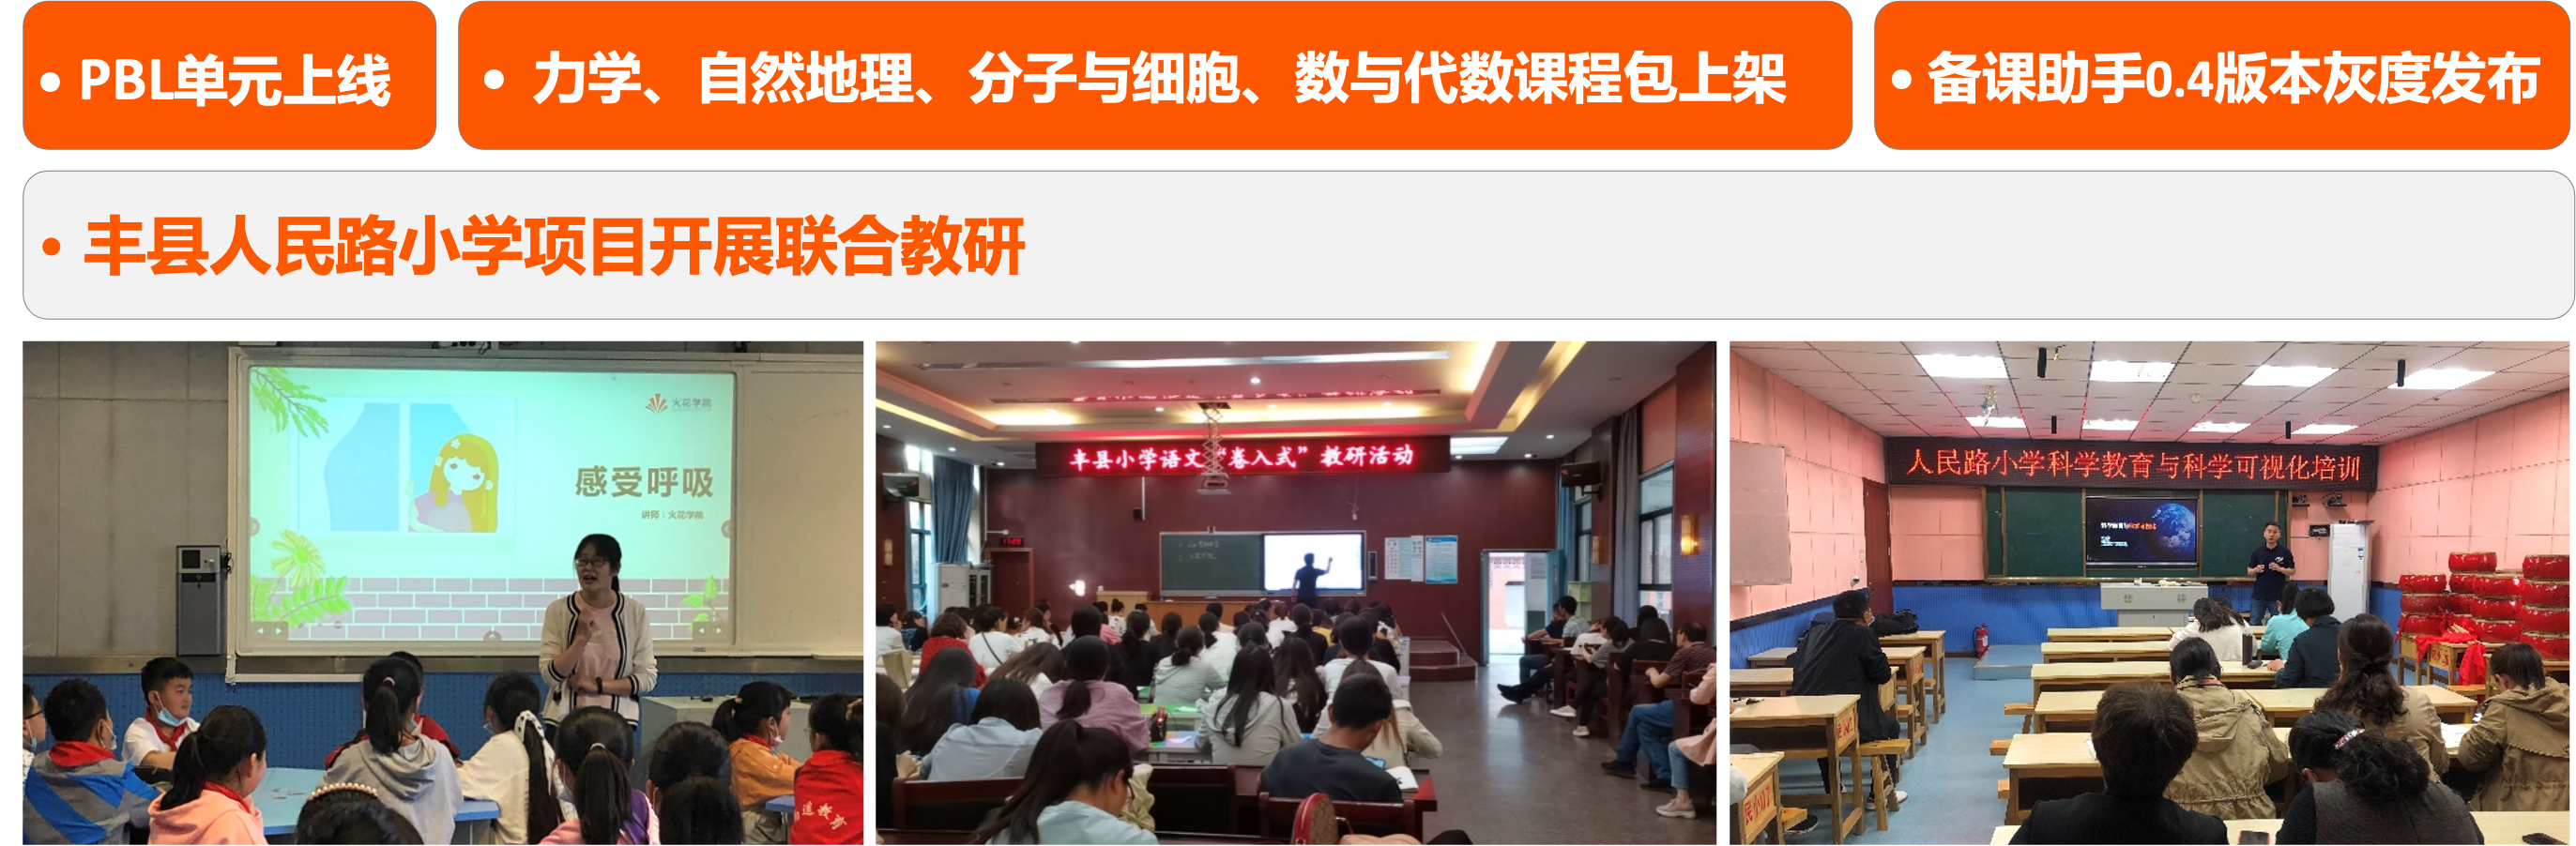 • PBL单元上线
• 力学、自然地理、分子与细胞、数与代数课程包上架
• 备课助手0.4版本灰度发布
• 丰县人民路小学项目开展联合教研
火花学院
感受呼吸
讲师：火花学院
丰县小学语文“卷入式”教研活动
人民路小学科学教育与科学可视化培训